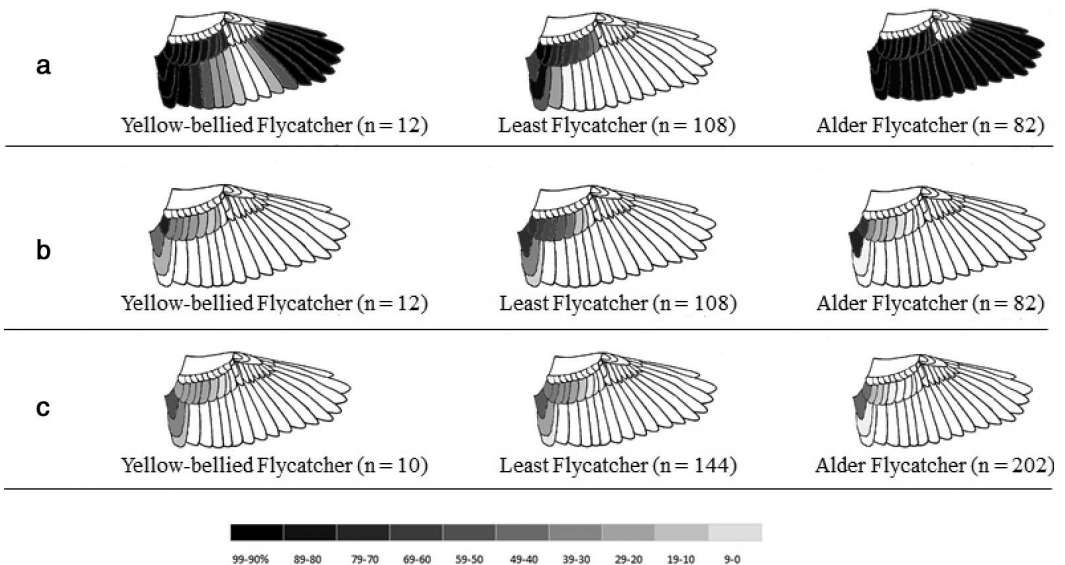 a
Yellow-bellied Flycatcher (n = 12) Least Flycatcher (n = 108) Alder Flycatcher (n = 82)
b
Yellow-bellied Flycatcher (n = 12) Least Flycatcher (n = 108) Alder Flycatcher (n = 82)
c
Yellow-bellied Flycatcher (n = 10) Least Flycatcher (n = 144) Alder Flycatcher (n = 202)
99-90% 89-80 79-70 69-60 59-50 49-40 39-30 29-20 19-10 9-0